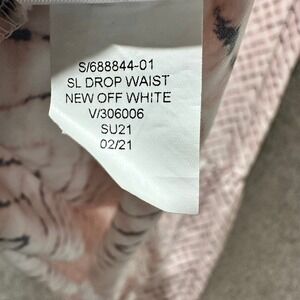 S/688844-01
SL DROP WAIST
NEW OFF WHITE
V/306006
SU21
02/21